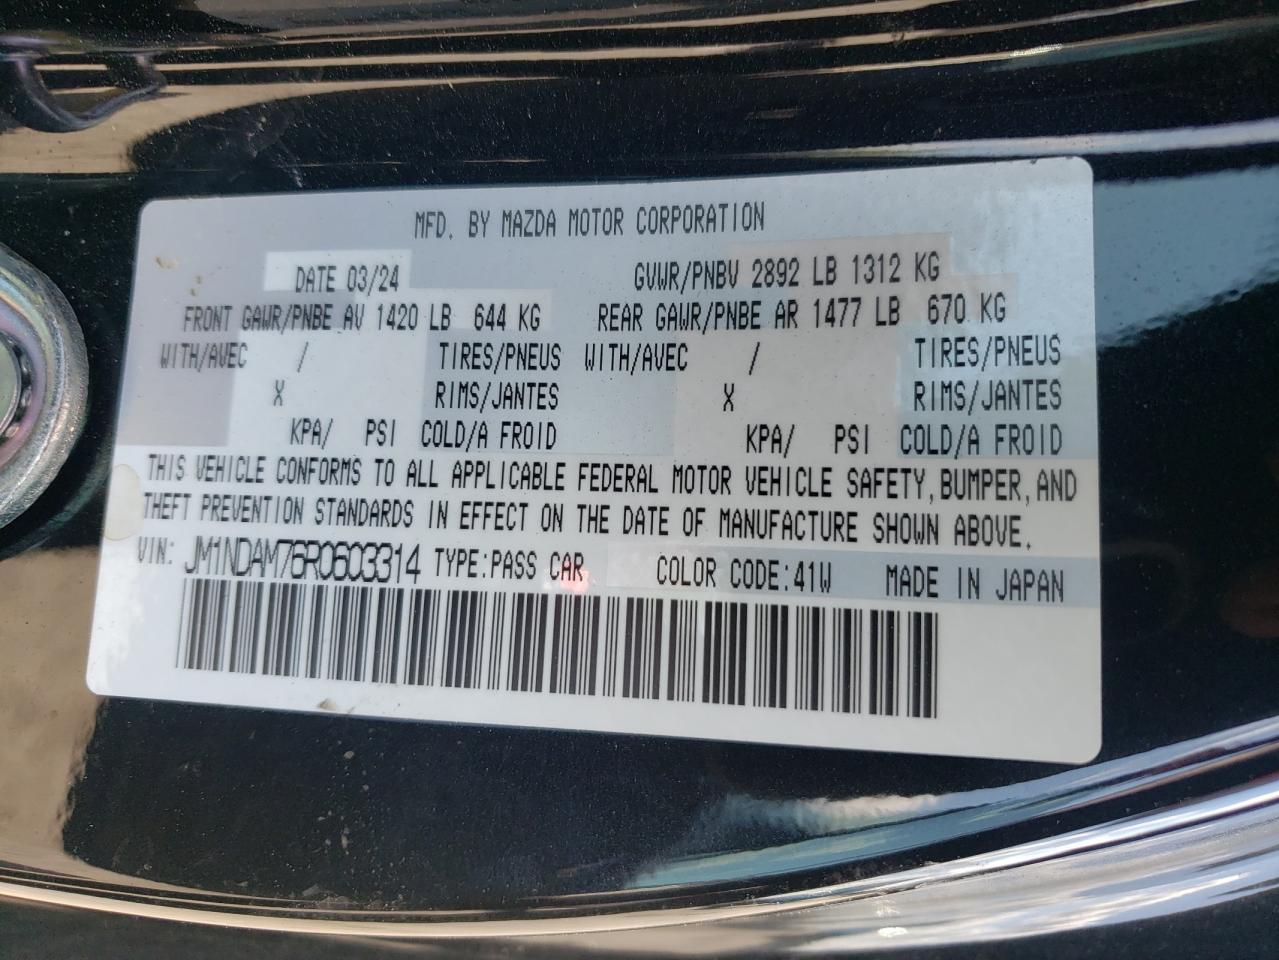 MFD. BY MAZDA MOTOR CORPORATION
DATE 03/24 GVWR/PNBV 2892 LB 1312 KG
FRONT GAWR/PNBE AV 1420 LB 644 KG REAR GAWR/PNBE AR 1477 LB 670 KG
WITH/AVEC / TIRES/PNEUS WITH/AVEC / TIRES/PNEUS
X RIMS/JANTES X RIMS/JANTES
KPA/ PSI COLD/A FROID KPA/ PSI COLD/A FROID
THIS VEHICLE CONFORMS TO ALL APPLICABLE FEDERAL MOTOR VEHICLE SAFETY, BUMPER, AND
THEFT PREVENTION STANDARDS IN EFFECT ON THE DATE OF MANUFACTURE SHOWN ABOVE.
VIN: JM1NDAM76R0603314 TYPE:PASS CAR COLOR CODE:41W MADE IN JAPAN